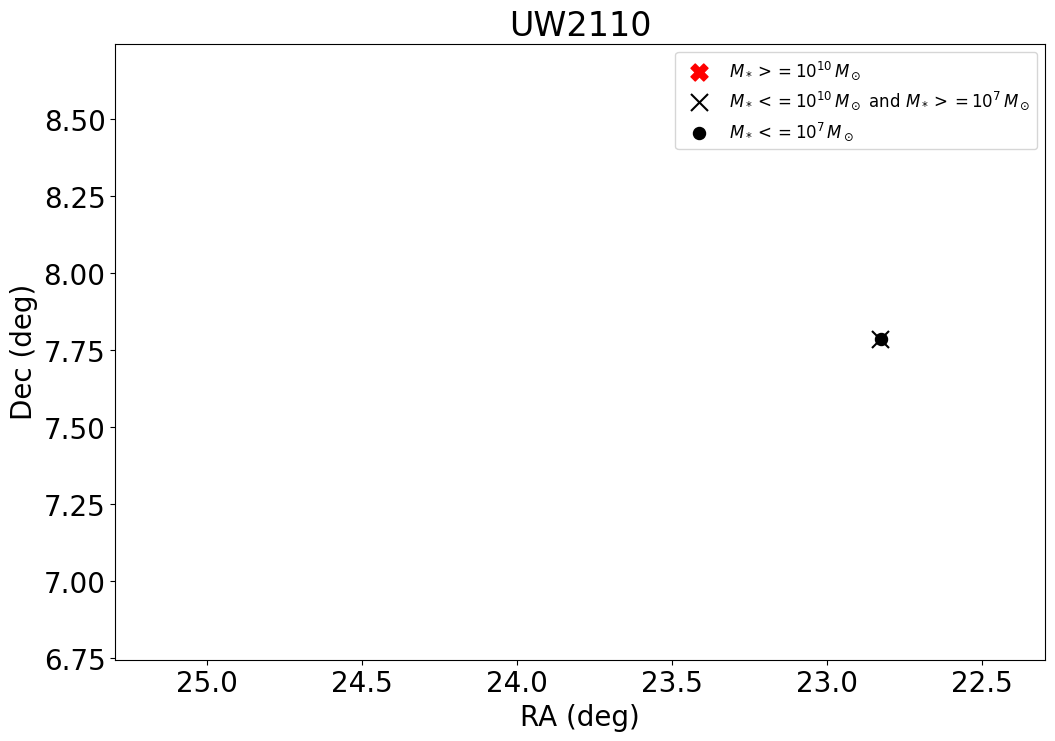 UW2110
M* >= 10^10 M⊙
M* <= 10^10 M⊙ and M* >= 10^7 M⊙
M* <= 10^7 M⊙
8.50
8.25
8.00
7.75
7.50
7.25
7.00
6.75
Dec (deg)
25.0 24.5 24.0 23.5 23.0 22.5
RA (deg)